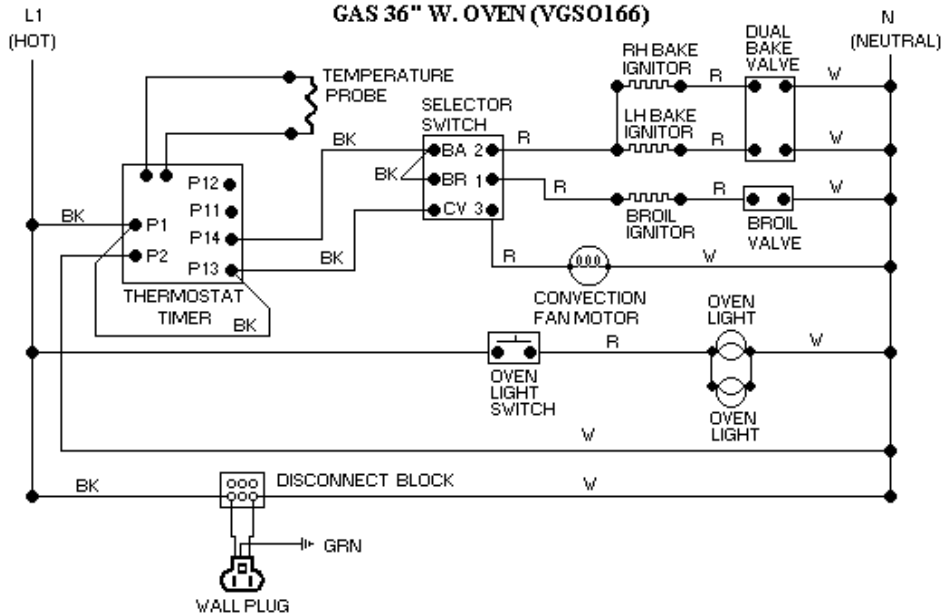 GAS 36" W. OVEN (VGSO166)
L1
(HOT)
N
(NEUTRAL)
TEMPERATURE
PROBE
SELECTOR
SWITCH
RH BAKE
IGNITOR
R
DUAL
BAKE
VALVE
W
LH BAKE
IGNITOR
BK
BA 2
R
R
W
BK
BR 1
R
BROIL
IGNITOR
R
BROIL
VALVE
W
CV 3
P12
P11
BK
P1
P14
P2
P13
BK
THERMOSTAT
TIMER
BK
R
CONVECTION
FAN MOTOR
W
OVEN
LIGHT
OVEN
LIGHT
SWITCH
R
W
OVEN
LIGHT
W
BK
DISCONNECT BLOCK
W
GRN
WALL PLUG